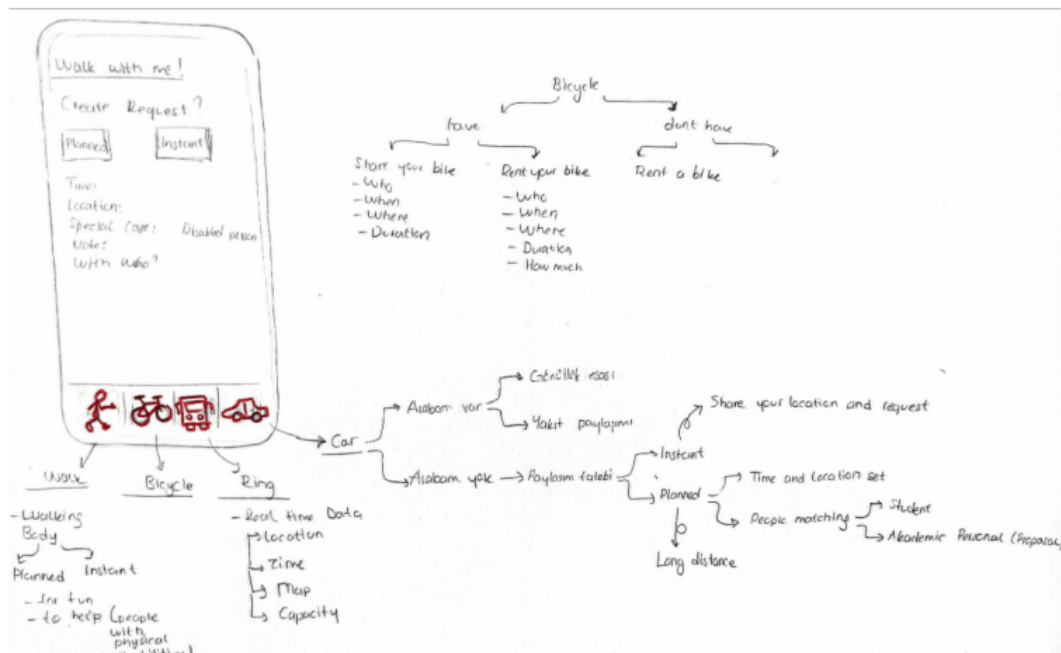 Walk with me!
Create Request?
Planned
Instant
Time:
Location:
Special Case: Disabled person
Note:
With who?
Bicycle
have
dont have
Share your bike
- Who
- When
- Where
- Duration
Rent your bike
- Who
- When
- Where
- Duration
- How much
Rent a bike
Car
Arabam var
Gönüllük esası
Yakıt paylaşımı
Arabam yok
Paylaşım talebi
Instant
Share your location and request
Planned
Time and location set
People matching
Student
Akademic Personal
Long distance
Walk
- Walking
Body
Planned
Instant
- for fun
- to help (people
with
physical
Bicycle
Ring
- Real time Data
Location
Time
Map
Capacity